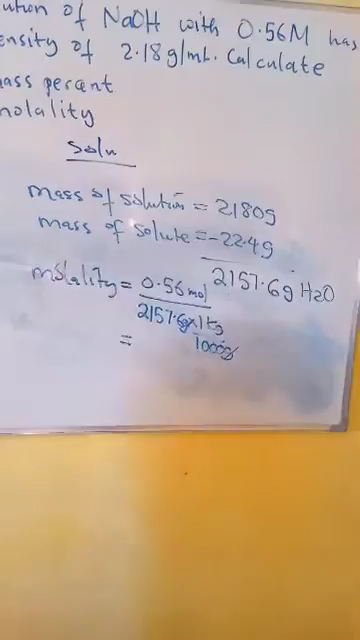 ution of NaOH with 0.56M has
ensity of 2.18g/mL. Calculate
ass percent
nolality
Soln
mass of solution = 2180g
mass of solute = -22.4g
2157.6g H2O
molality = 0.56 mol
2157.6g x 1kg
1000g
=